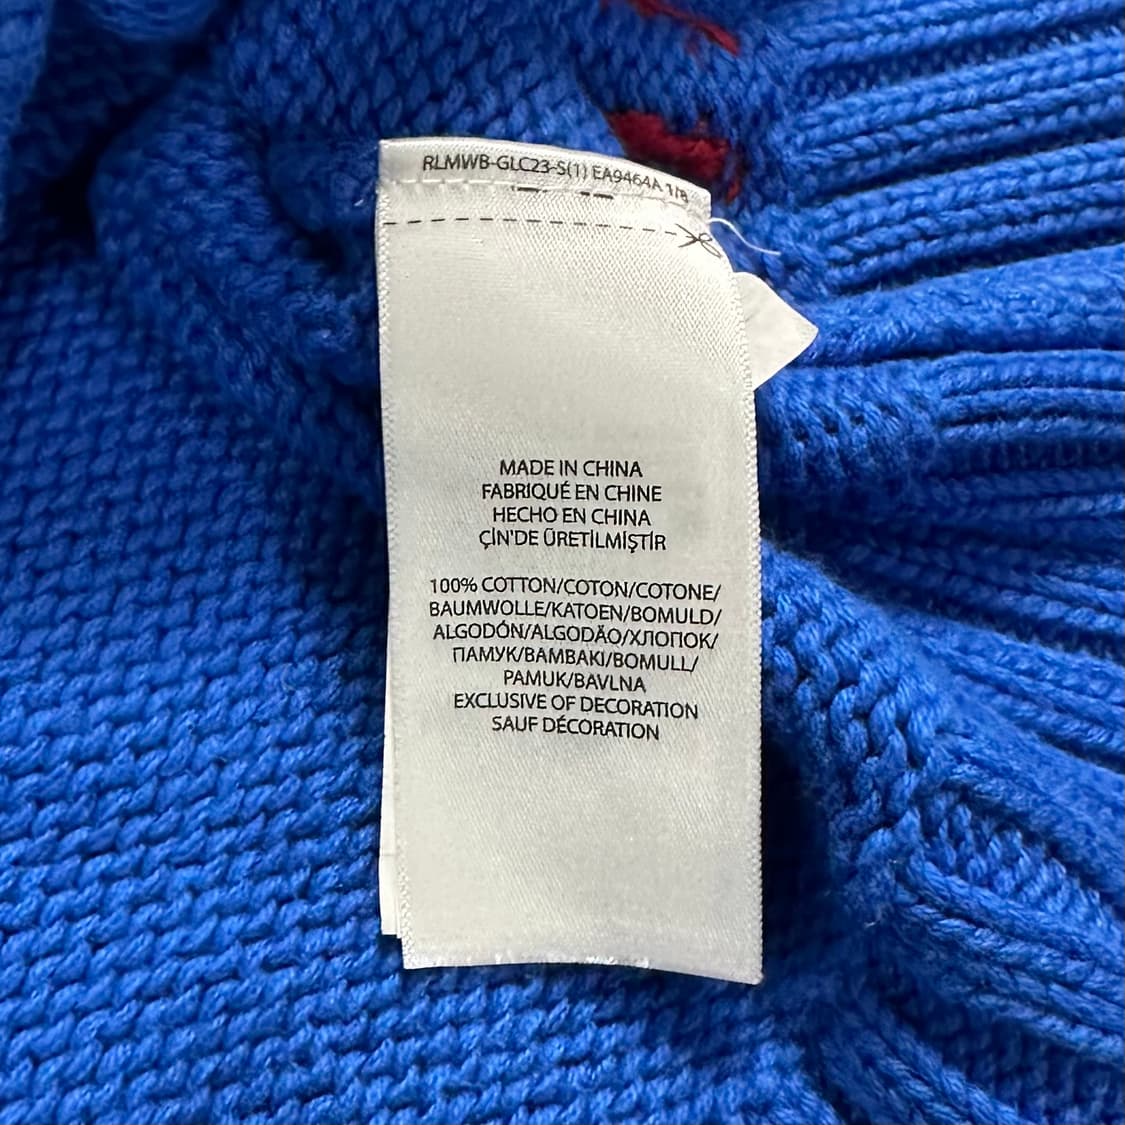 RLMWB-GLC23-S(1) EA9464A 1/8
MADE IN CHINA
FABRIQUÉ EN CHINE
HECHO EN CHINA
ÇİN'DE ÜRETİLMİŞTİR
100% COTTON/COTON/COTONE/
BAUMWOLLE/KATOEN/BOMULD/
ALGODÓN/ALGODÃO/ХЛОПОК/
ПАМУК/BAMBAKI/BOMULL/
PAMUK/BAVLNA
EXCLUSIVE OF DECORATION
SAUF DÉCORATION